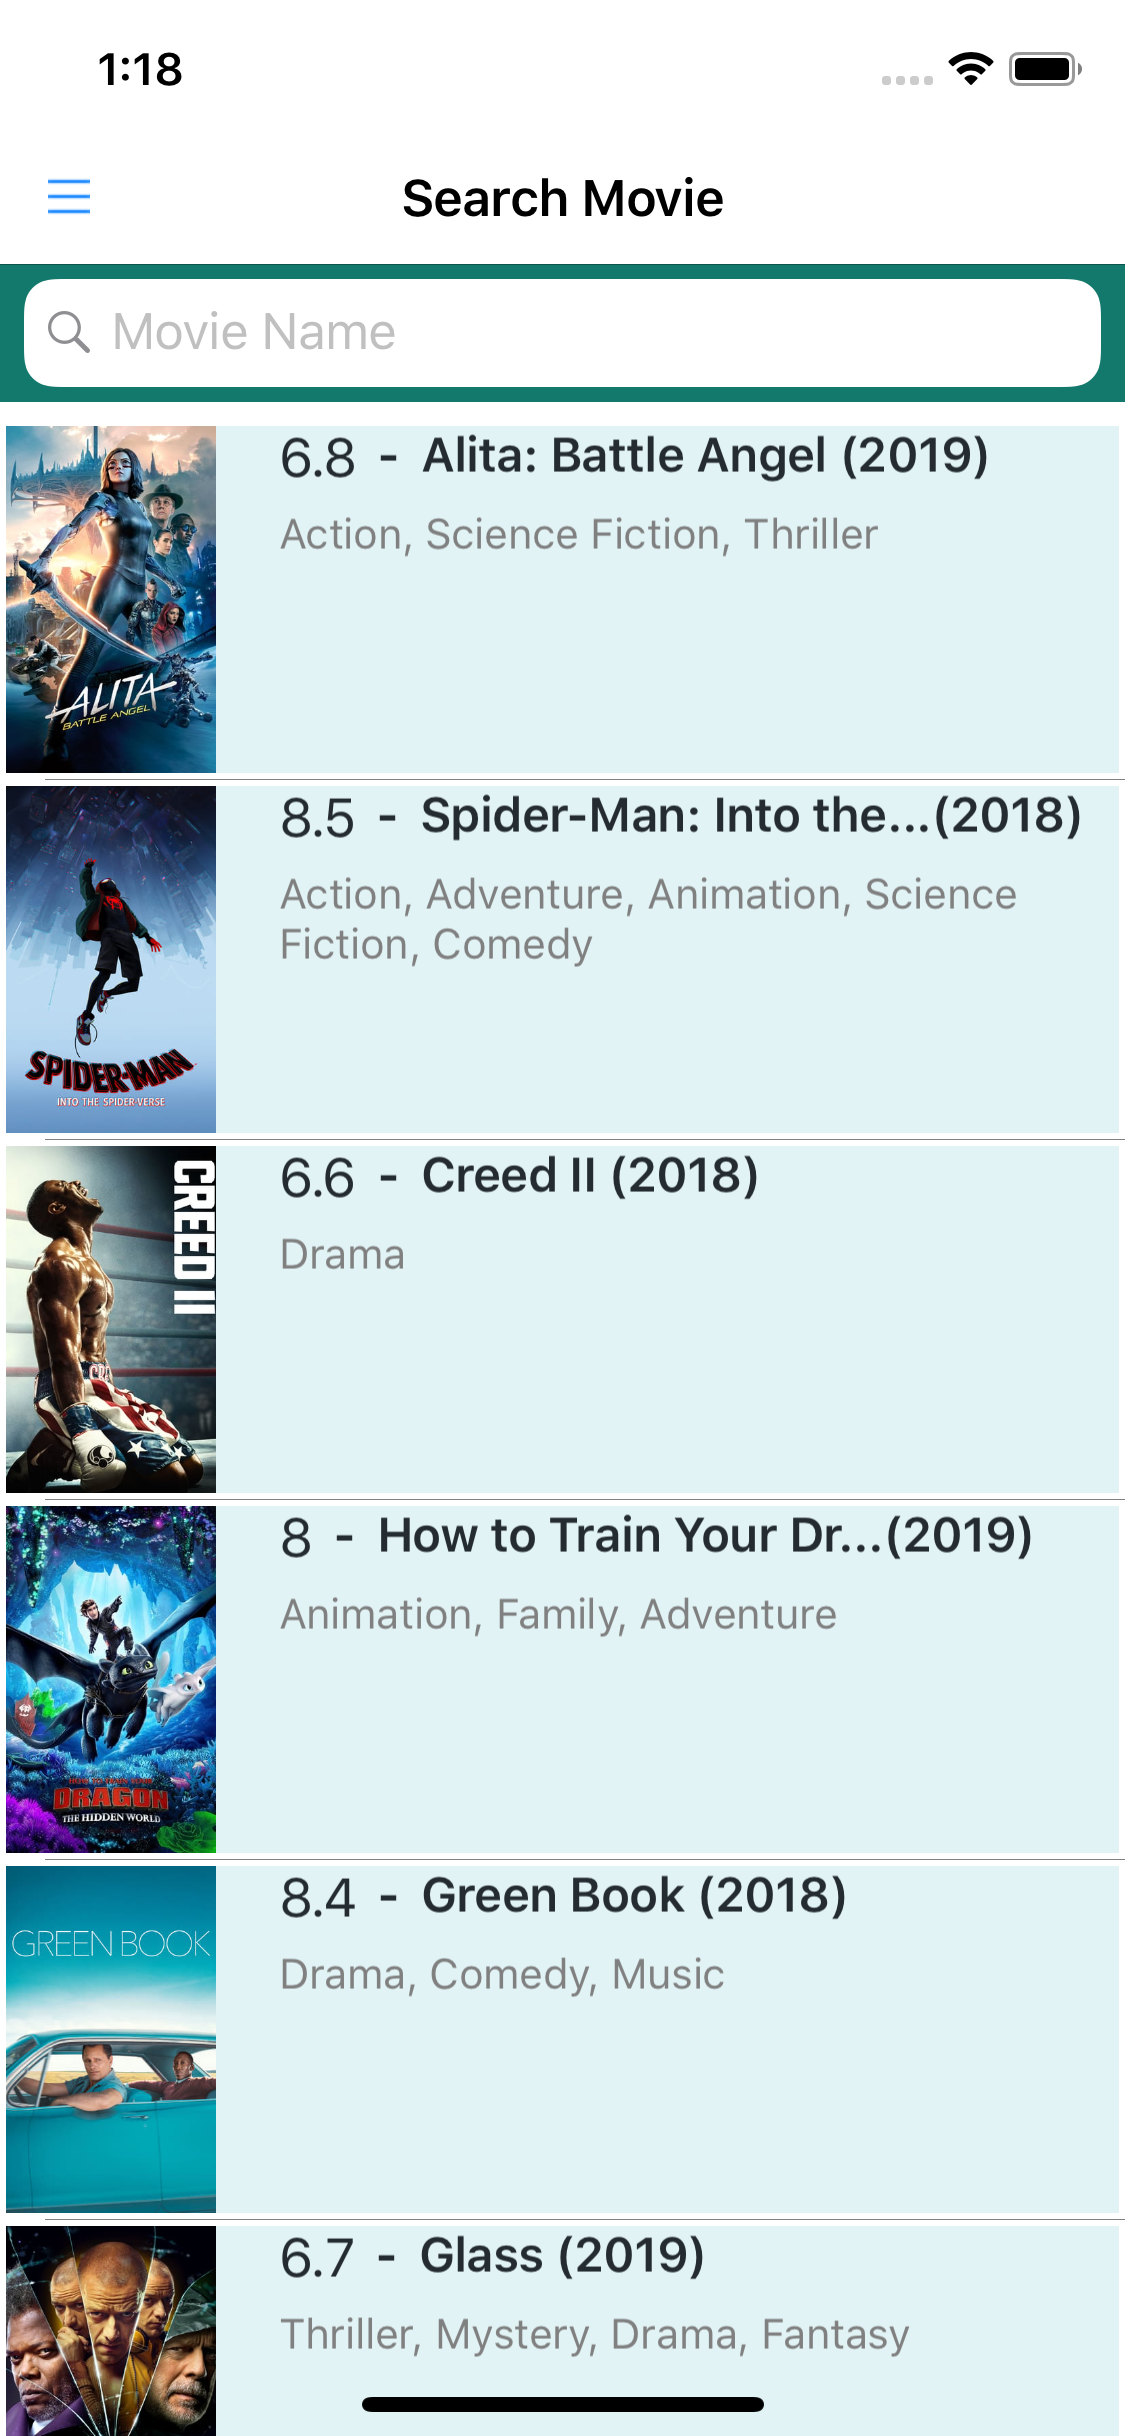 1:18
Search Movie
Movie Name
6.8 - Alita: Battle Angel (2019)
Action, Science Fiction, Thriller
ALITA
BATTLE ANGEL
8.5 - Spider-Man: Into the...(2018)
Action, Adventure, Animation, Science
Fiction, Comedy
SPIDER-MAN
INTO THE SPIDER-VERSE
6.6 - Creed II (2018)
Drama
CREED II
8 - How to Train Your Dr...(2019)
Animation, Family, Adventure
HOW TO TRAIN YOUR
DRAGON
THE HIDDEN WORLD
8.4 - Green Book (2018)
Drama, Comedy, Music
GREEN BOOK
6.7 - Glass (2019)
Thriller, Mystery, Drama, Fantasy